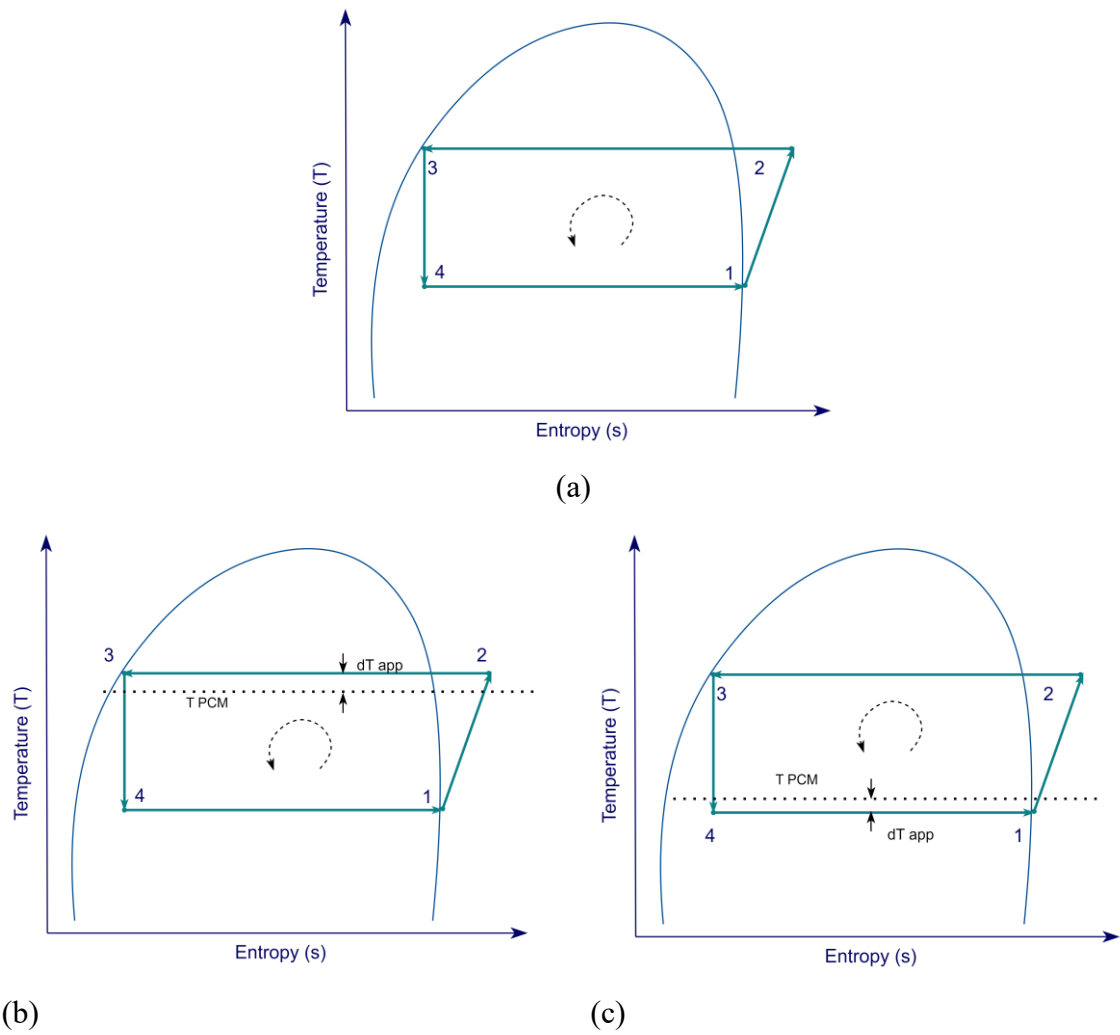 Temperature (T)
3
2
4
1
Entropy (s)
(a)
Temperature (T)
3
2
dT app
T PCM
4
1
Entropy (s)
(b)
Temperature (T)
3
2
T PCM
4
dT app
1
Entropy (s)
(c)